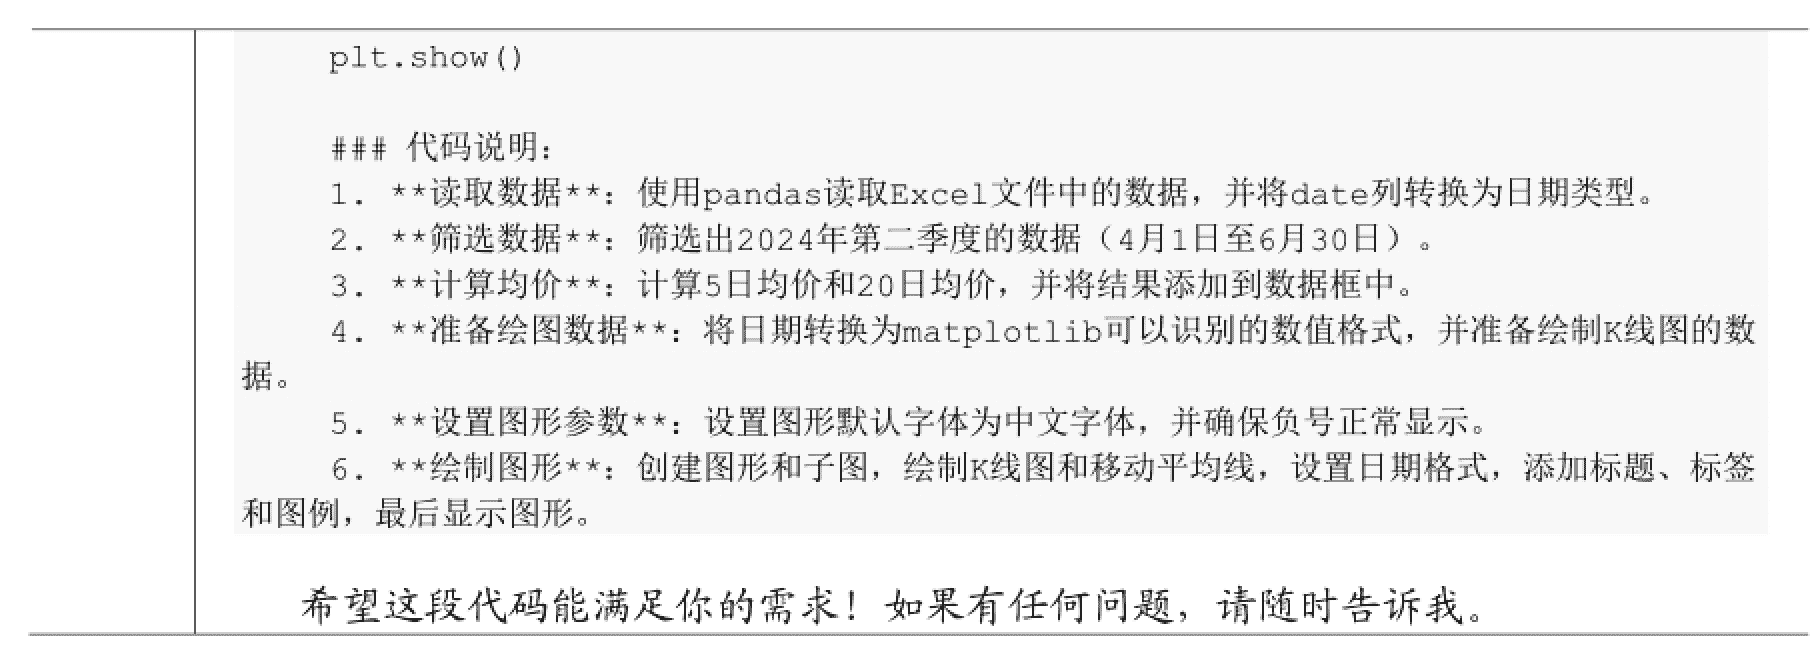 plt.show()
### 代码说明：
1. **读取数据**：使用pandas读取Excel文件中的数据，并将date列转换为日期类型。
2. **筛选数据**：筛选出2024年第二季度的数据（4月1日至6月30日）。
3. **计算均价**：计算5日均价和20日均价，并将结果添加到数据框中。
4. **准备绘图数据**：将日期转换为matplotlib可以识别的数值格式，并准备绘制K线图的数
据。
5. **设置图形参数**：设置图形默认字体为中文字体，并确保负号正常显示。
6. **绘制图形**：创建图形和子图，绘制K线图和移动平均线，设置日期格式，添加标题、标签
和图例，最后显示图形。
希望这段代码能满足你的需求！如果有任何问题，请随时告诉我。